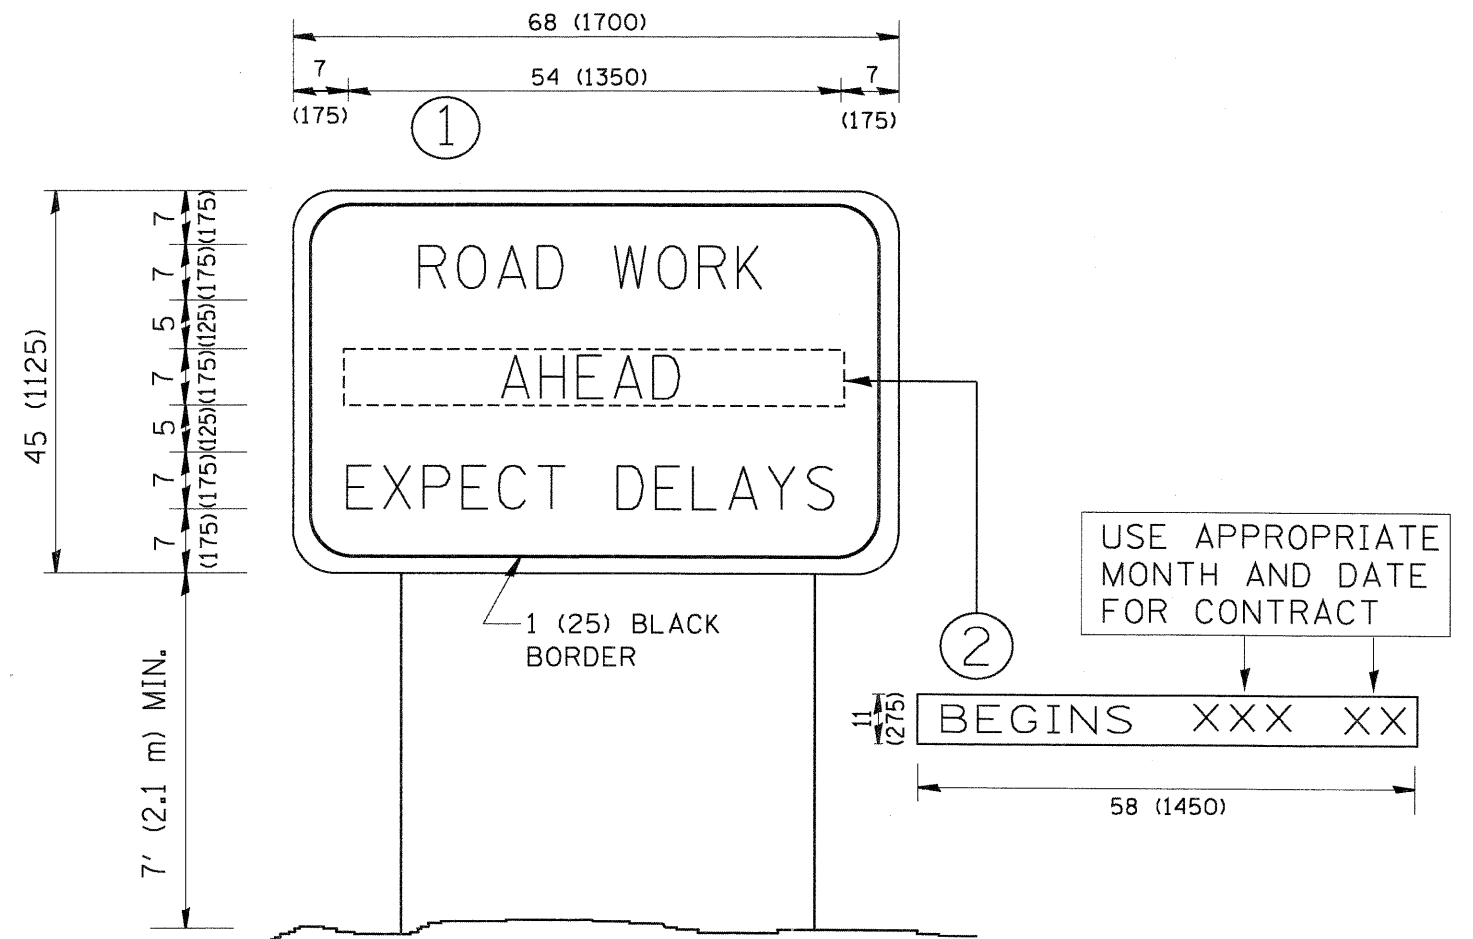 68 (1700)
7
54 (1350)
7
(175)
(175)
1
45 (1125)
7 (175)
7 (175)
5 (125)
7 (175)
5 (125)
7 (175)
7 (175)
ROAD WORK
AHEAD
EXPECT DELAYS
1 (25) BLACK
BORDER
7' (2.1 m) MIN.
2
USE APPROPRIATE
MONTH AND DATE
FOR CONTRACT
11
(275)
BEGINS XXX XX
58 (1450)